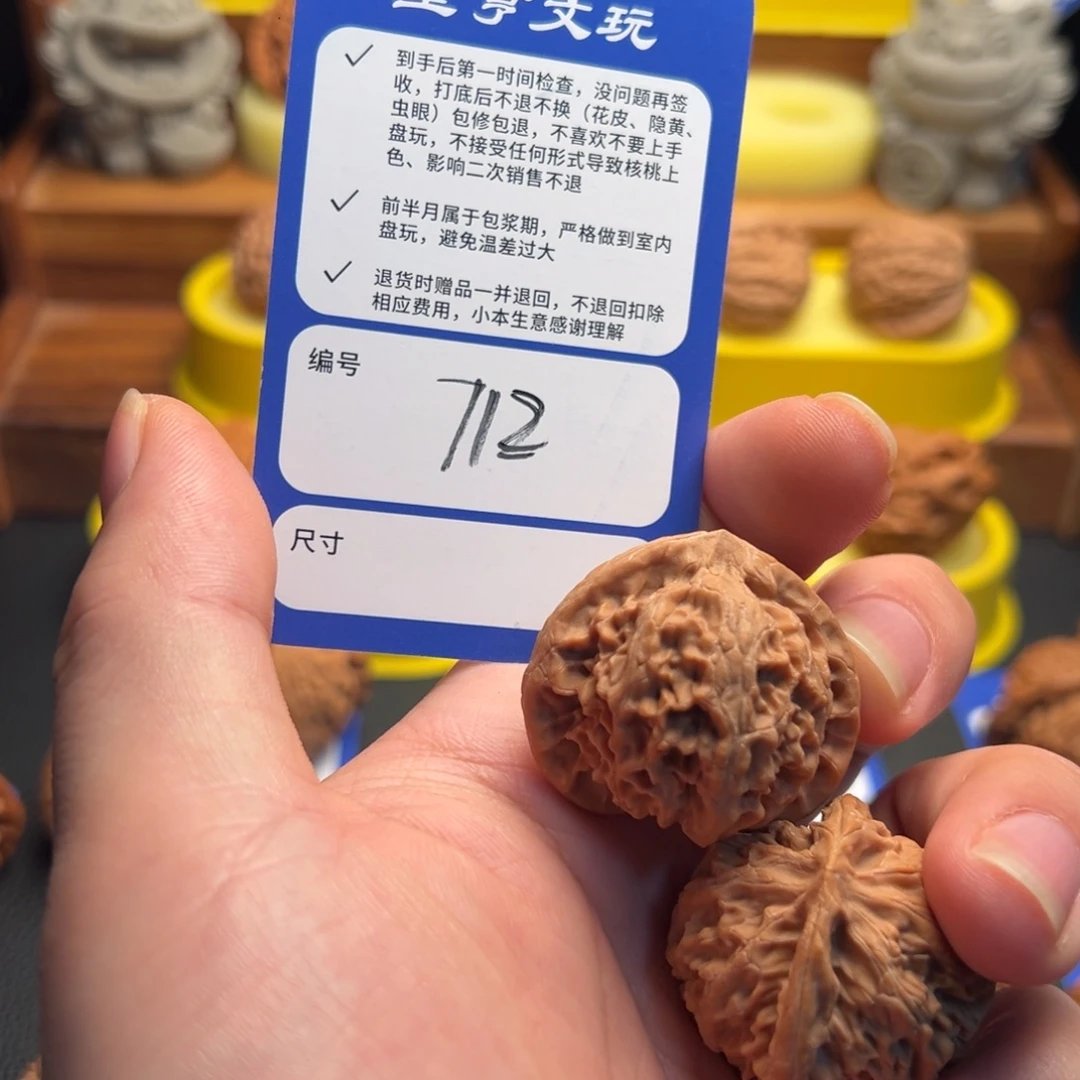 亨文玩
到手后第一时间检查，没问题再签
收，打底后不退不换（花皮、隐黄、
虫眼）包修包退，不喜欢不要上手
盘玩，不接受任何形式导致核桃上
色、影响二次销售不退
前半月属于包浆期，严格做到室内
盘玩，避免温差过大
退货时赠品一并退回，不退回扣除
相应费用，小本生意感谢理解
编号
712
尺寸